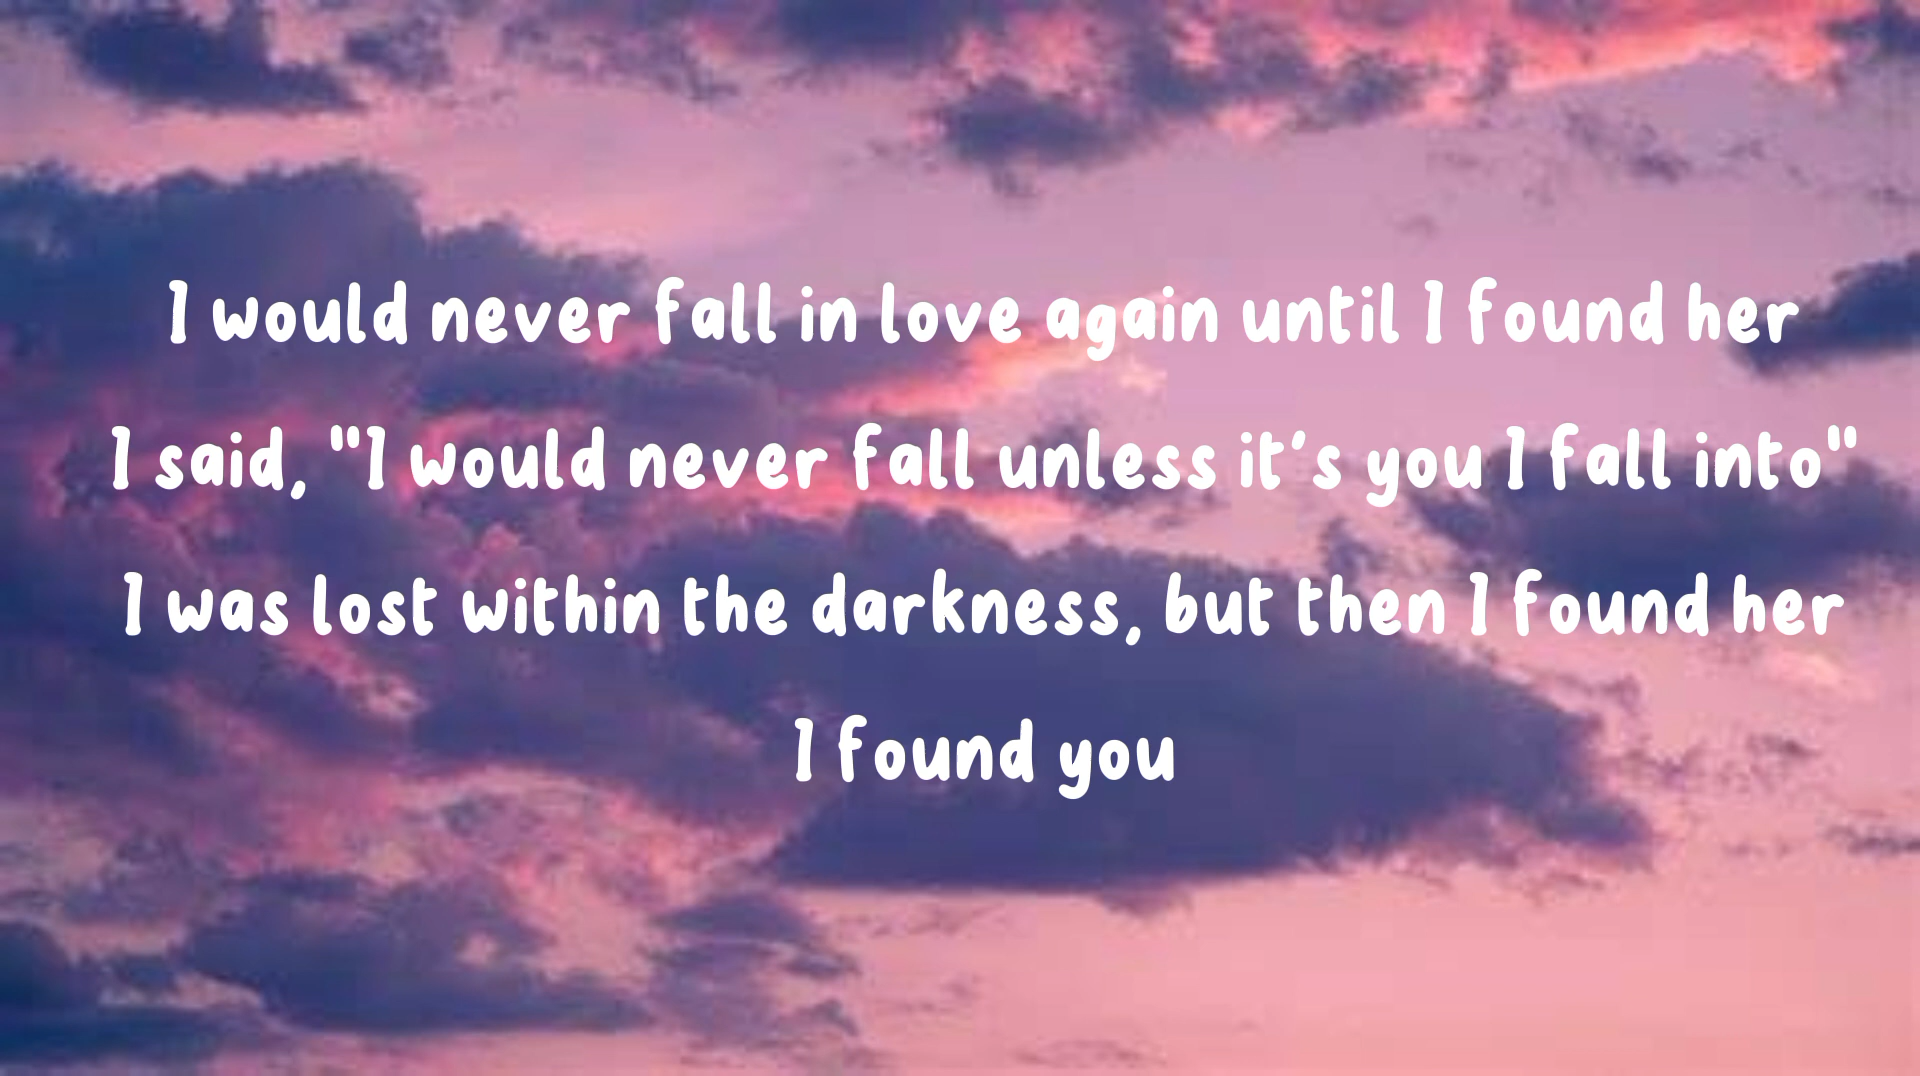 I would never fall in love again until I found her
I said, "I would never fall unless it's you I fall into"
I was lost within the darkness, but then I found her
I found you